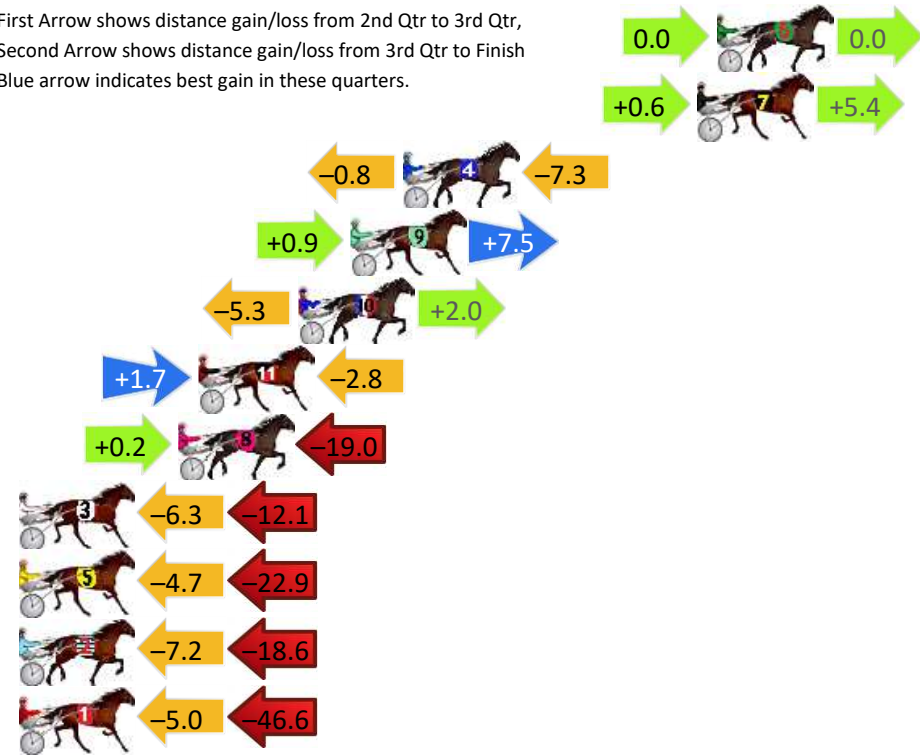 First Arrow shows distance gain/loss from 2nd Qtr to 3rd Qtr,
Second Arrow shows distance gain/loss from 3rd Qtr to Finish
Blue arrow indicates best gain in these quarters.
0.0 6 0.0
+0.6 7 +5.4
−0.8 4 −7.3
+0.9 9 +7.5
−5.3 10 +2.0
+1.7 11 −2.8
+0.2 8 −19.0
3 −6.3 −12.1
5 −4.7 −22.9
2 −7.2 −18.6
1 −5.0 −46.6